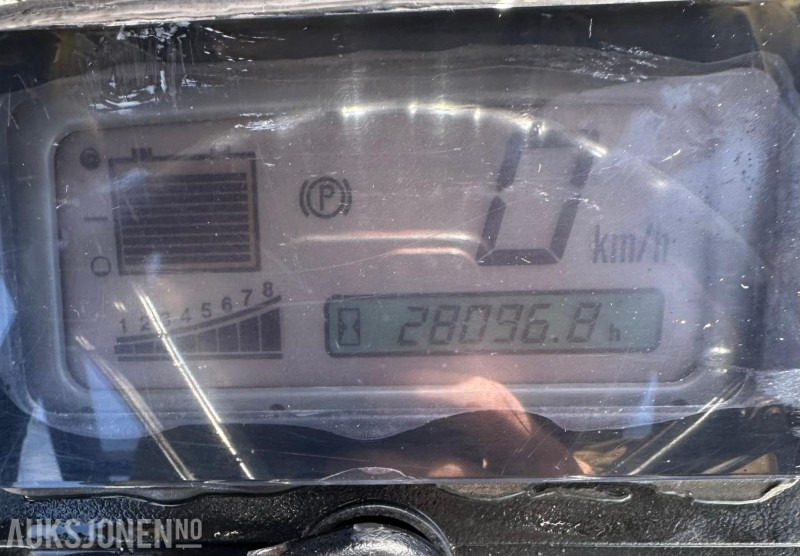 P
0 km/h
1 2 3 4 5 6 7 8
28096.8 h
AUKSJONEN.NO